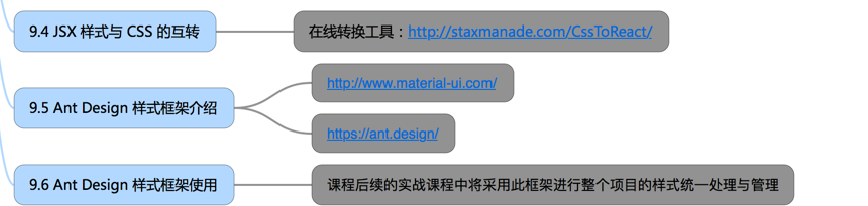 9.4 JSX 样式与 CSS 的互转
在线转换工具：http://staxmanade.com/CssToReact/
9.5 Ant Design 样式框架介绍
http://www.material-ui.com/
https://ant.design/
9.6 Ant Design 样式框架使用
课程后续的实战课程中将采用此框架进行整个项目的样式统一处理与管理